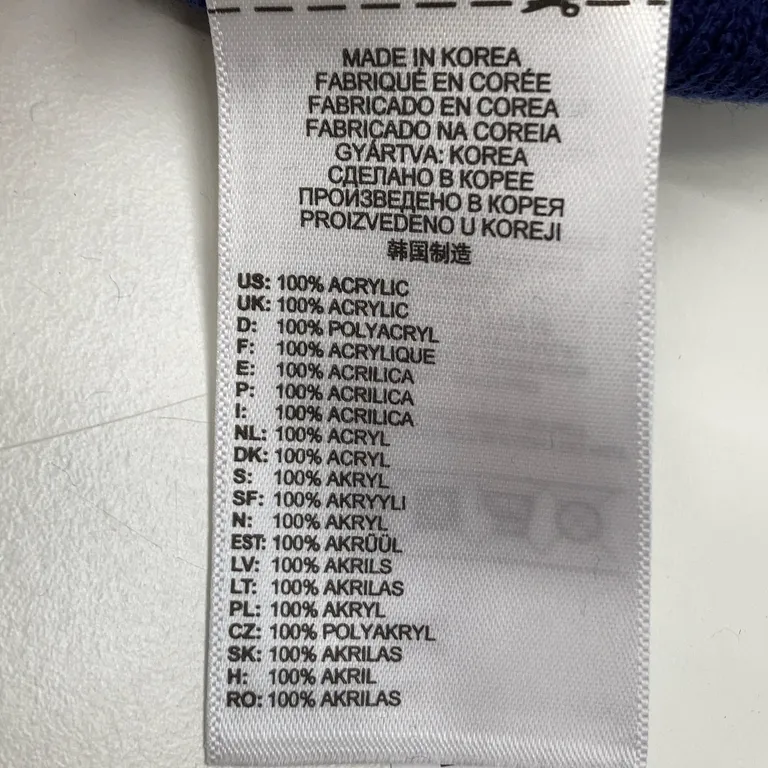 MADE IN KOREA
FABRIQUÉ EN CORÉE
FABRICADO EN COREA
FABRICADO NA COREIA
GYÁRTVA: KOREA
СДЕЛАНО В КОРЕЕ
ПРОИЗВЕДЕНО В КОРЕЯ
PROIZVEDENO U KOREJI
韩国制造
US: 100% ACRYLIC
UK: 100% ACRYLIC
D: 100% POLYACRYL
F: 100% ACRYLIQUE
E: 100% ACRILICA
P: 100% ACRILICA
I: 100% ACRILICA
NL: 100% ACRYL
DK: 100% ACRYL
S: 100% AKRYL
SF: 100% AKRYYLI
N: 100% AKRYL
EST: 100% AKRÜÜL
LV: 100% AKRILS
LT: 100% AKRILAS
PL: 100% AKRYL
CZ: 100% POLYAKRYL
SK: 100% AKRILAS
H: 100% AKRIL
RO: 100% AKRILAS